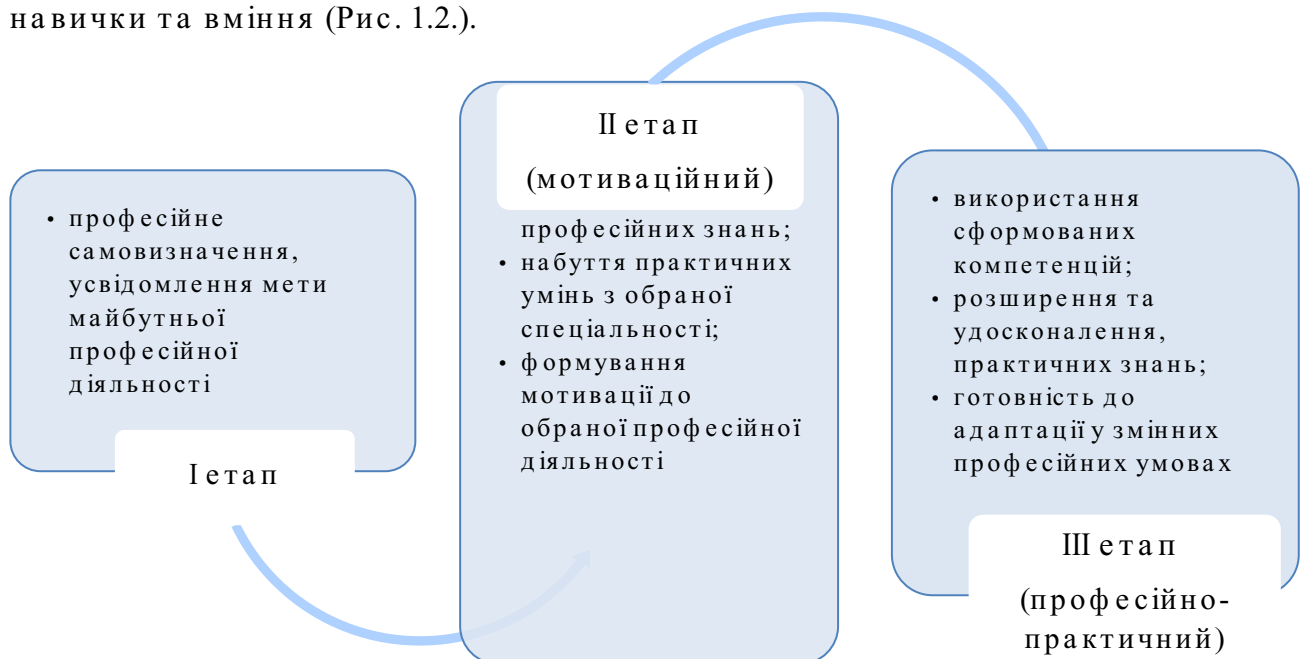 навички та вміння (Рис. 1.2.).
• професійне
самовизначення,
усвідомлення мети
майбутньої
професійної
діяльності
І етап
ІІ етап
(мотиваційний)
професійних знань;
• набуття практичних
умінь з обраної
спеціальності;
• формування
мотивації до
обраної професійної
діяльності
• використання
сформованих
компетенцій;
• розширення та
удосконалення,
практичних знань;
• готовність до
адаптації у змінних
професійних умовах
ІІІ етап
(професійно-
практичний)